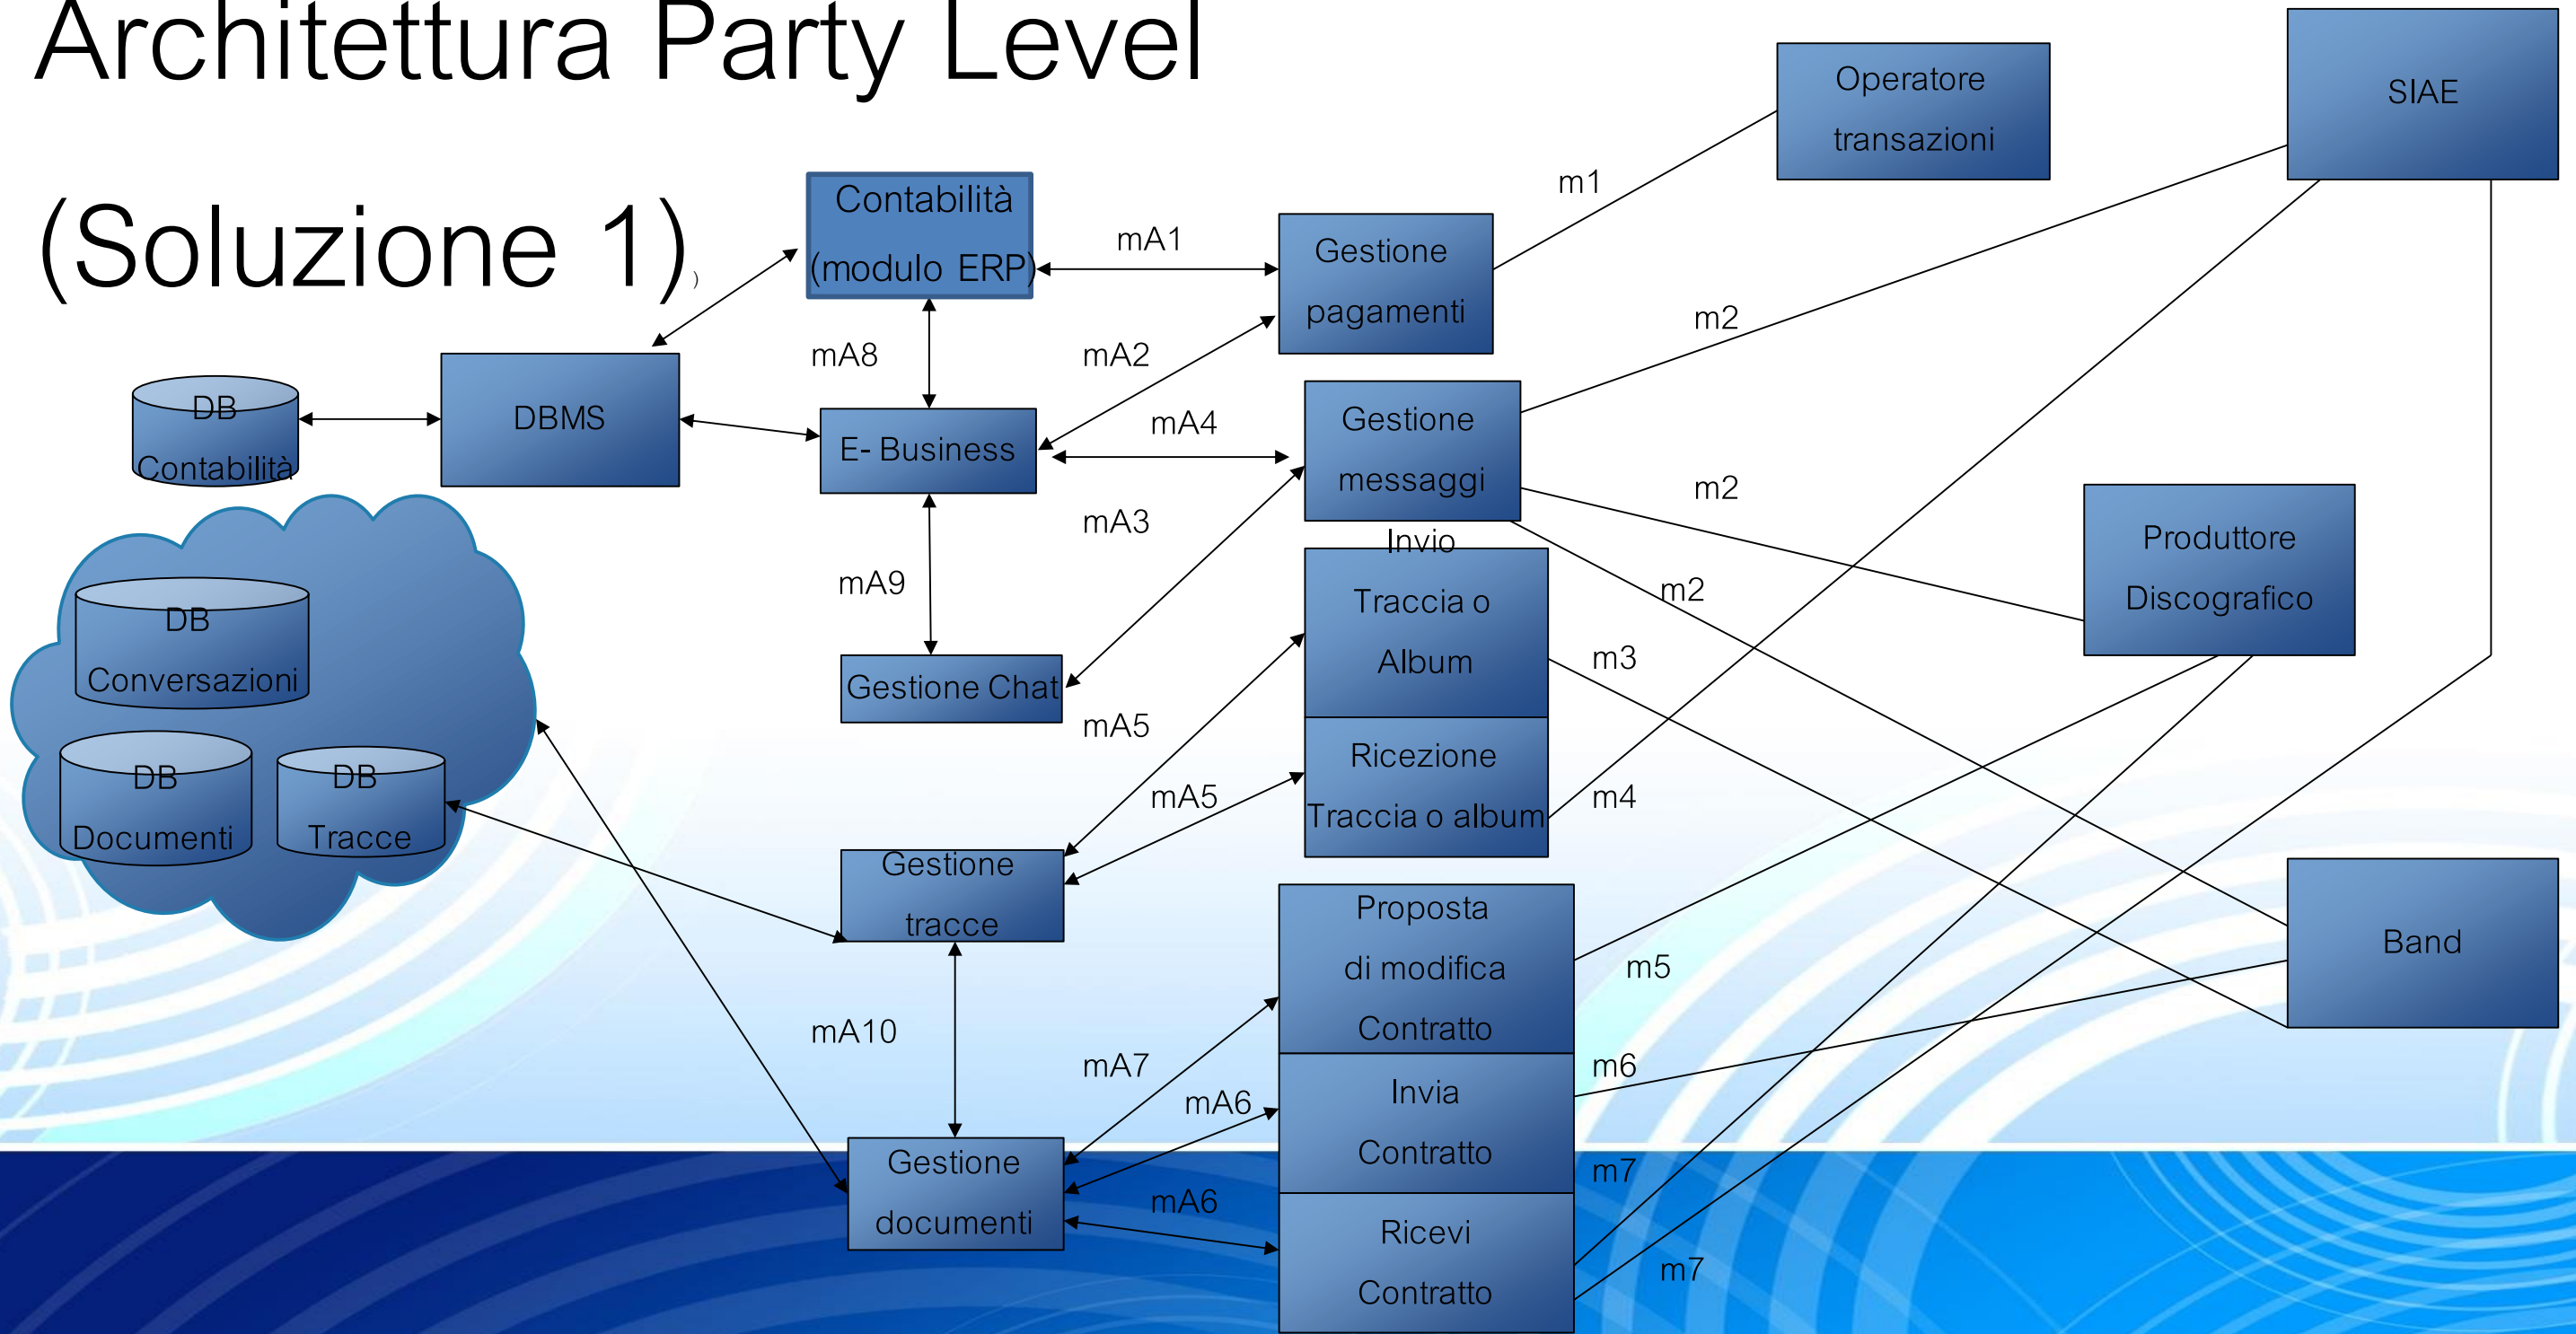 Architettura Party Level
(Soluzione 1)
)
Operatore
transazioni
SIAE
Contabilità
(modulo ERP)
mA1
Gestione
pagamenti
m1
m2
mA8
mA2
DB
Contabilità
DBMS
E- Business
mA4
Gestione
messaggi
m2
mA3
Produttore
Discografico
mA9
Invio
Traccia o
Album
m2
m3
DB
Conversazioni
Gestione Chat
mA5
mA5
Ricezione
Traccia o album
m4
DB
Documenti
DB
Tracce
Gestione
tracce
Proposta
di modifica
Contratto
m5
Band
mA10
mA7
mA6
Invia
Contratto
m6
m7
Gestione
documenti
mA6
Ricevi
Contratto
m7